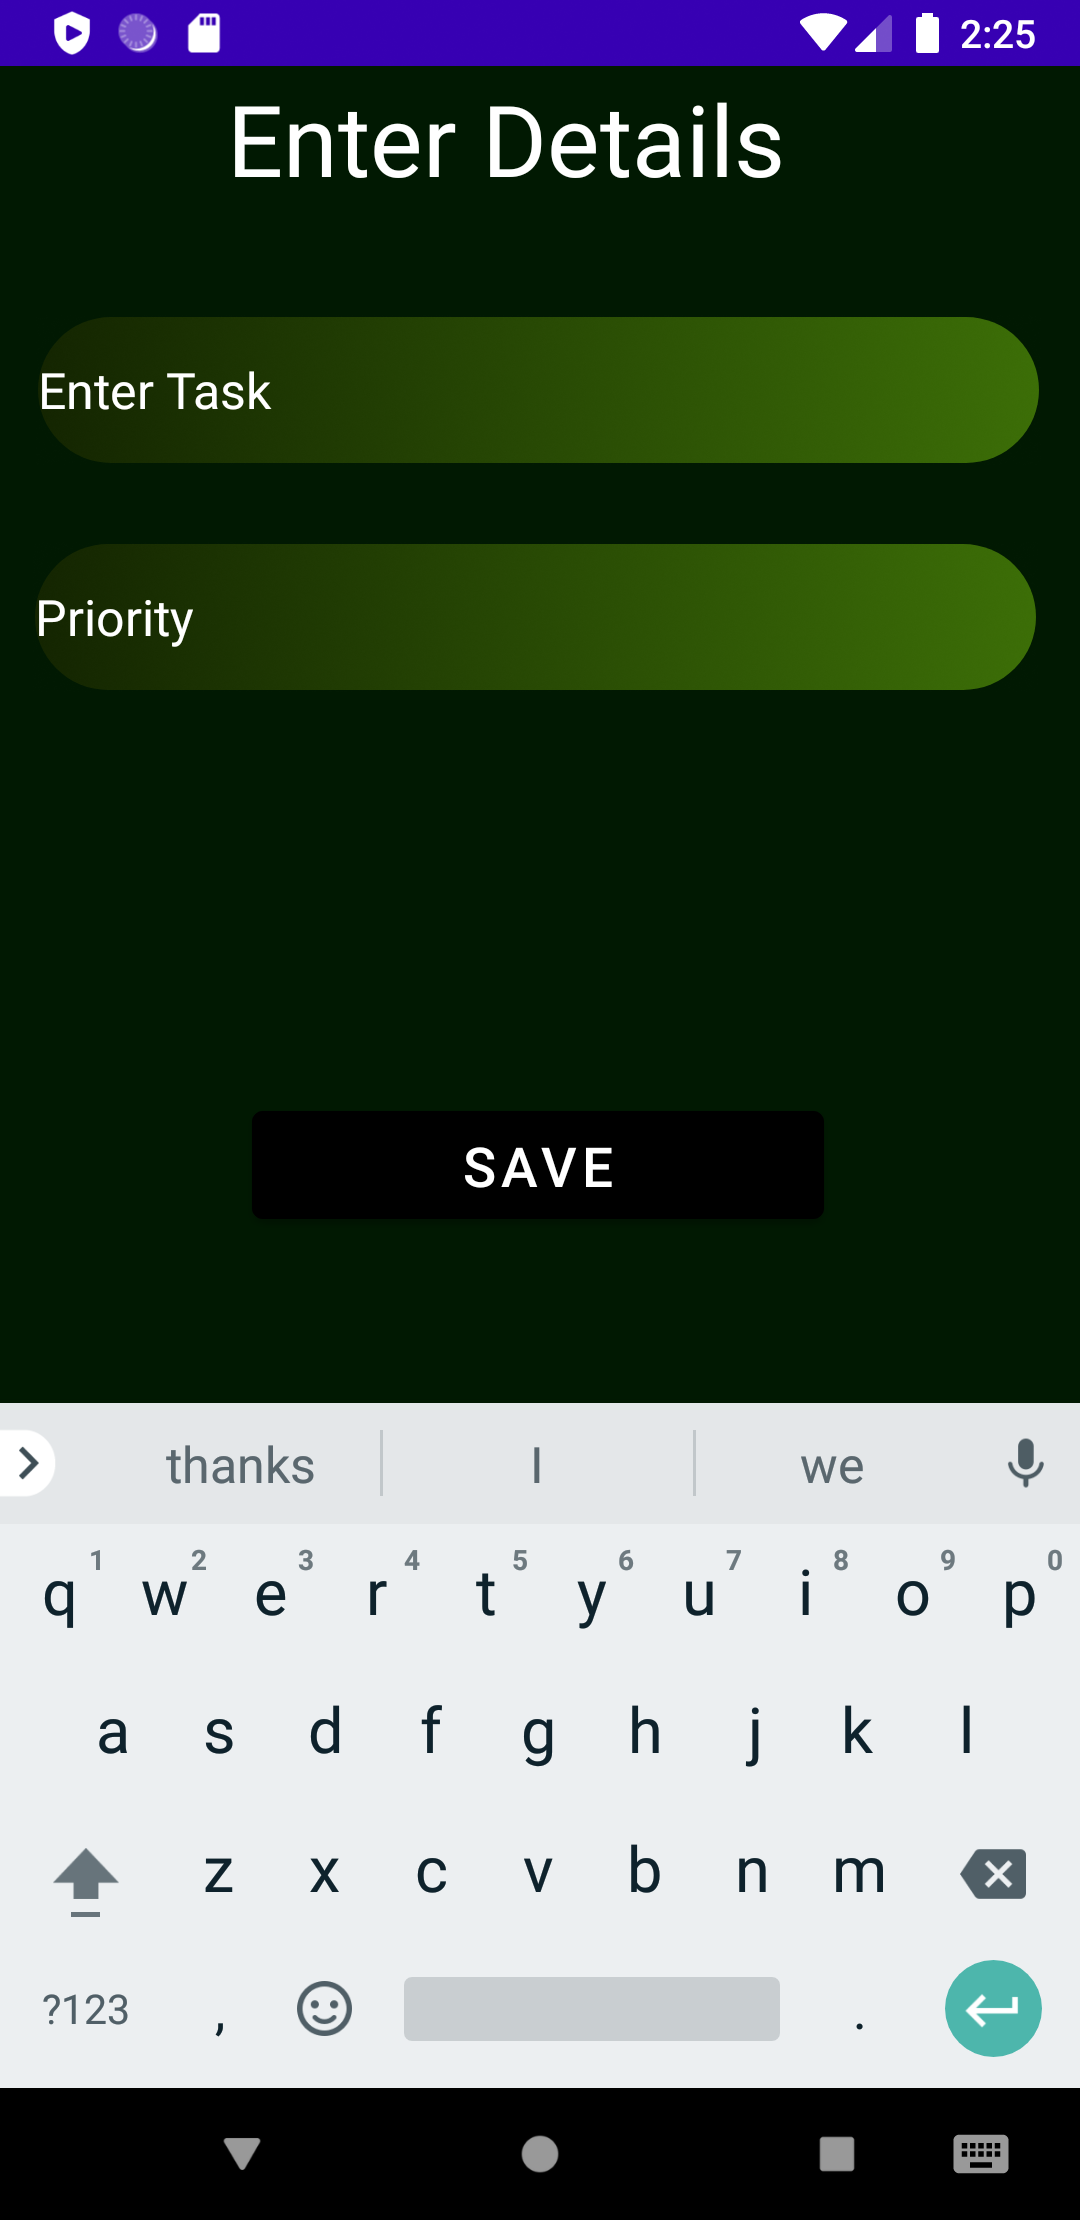 2:25
Enter Details
Enter Task
Priority
SAVE
thanks I we
1 2 3 4 5 6 7 8 9 0
q w e r t y u i o p
a s d f g h j k l
z x c v b n m
?123 , .